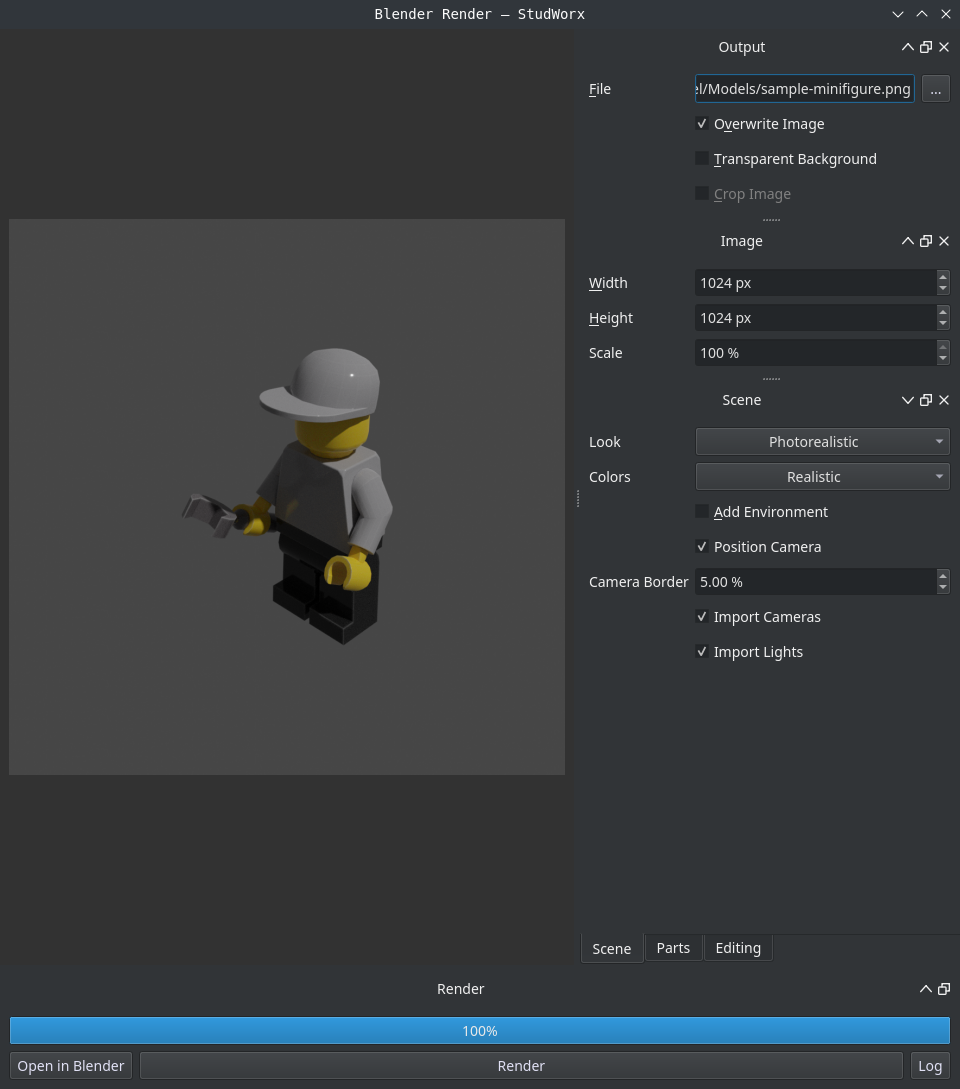 Blender Render — StudWorx
Output
File
el/Models/sample-minifigure.png
...
Overwrite Image
Transparent Background
Crop Image
Image
Width
1024 px
Height
1024 px
Scale
100 %
Scene
Look
Photorealistic
Colors
Realistic
Add Environment
Position Camera
Camera Border
5.00 %
Import Cameras
Import Lights
Scene
Parts
Editing
Render
100%
Open in Blender
Render
Log